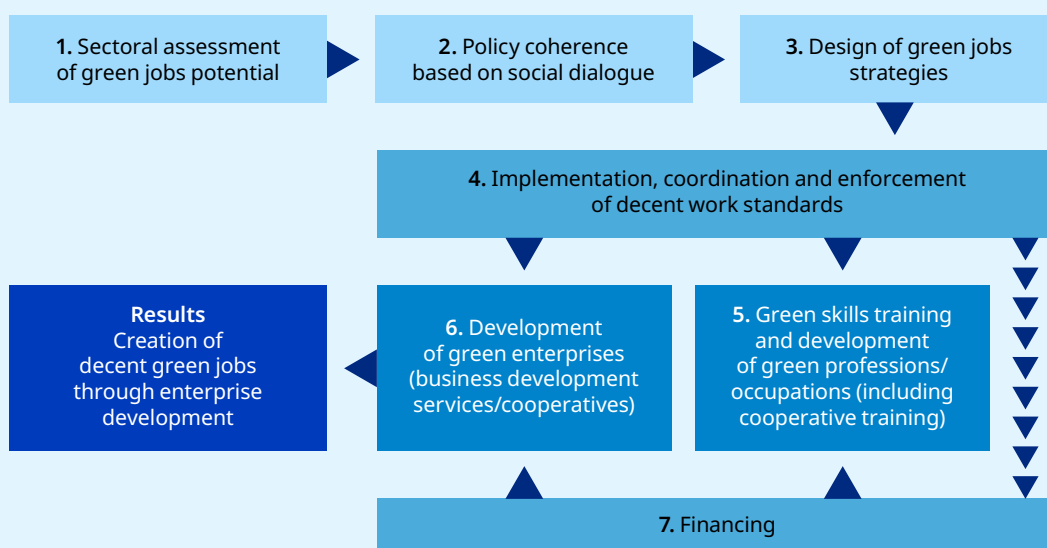 1. Sectoral assessment
of green jobs potential
2. Policy coherence
based on social dialogue
3. Design of green jobs
strategies
4. Implementation, coordination and enforcement
of decent work standards
Results
Creation of
decent green jobs
through enterprise
development
6. Development
of green enterprises
(business development
services/cooperatives)
5. Green skills training
and development
of green professions/
occupations (including
cooperative training)
7. Financing